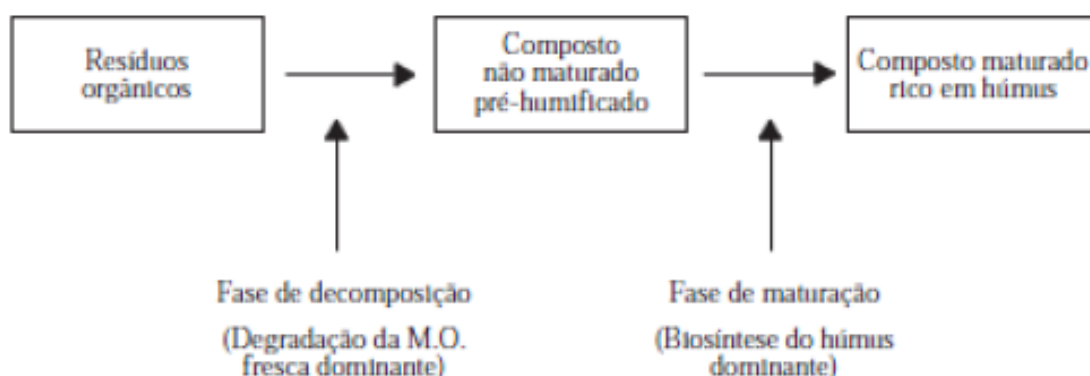 Resíduos
orgânicos
Composto
não maturado
pré-humificado
Composto maturado
rico em húmus
Fase de decomposição
(Degradação da M.O.
fresca dominante)
Fase de maturação
(Biosíntese do húmus
dominante)